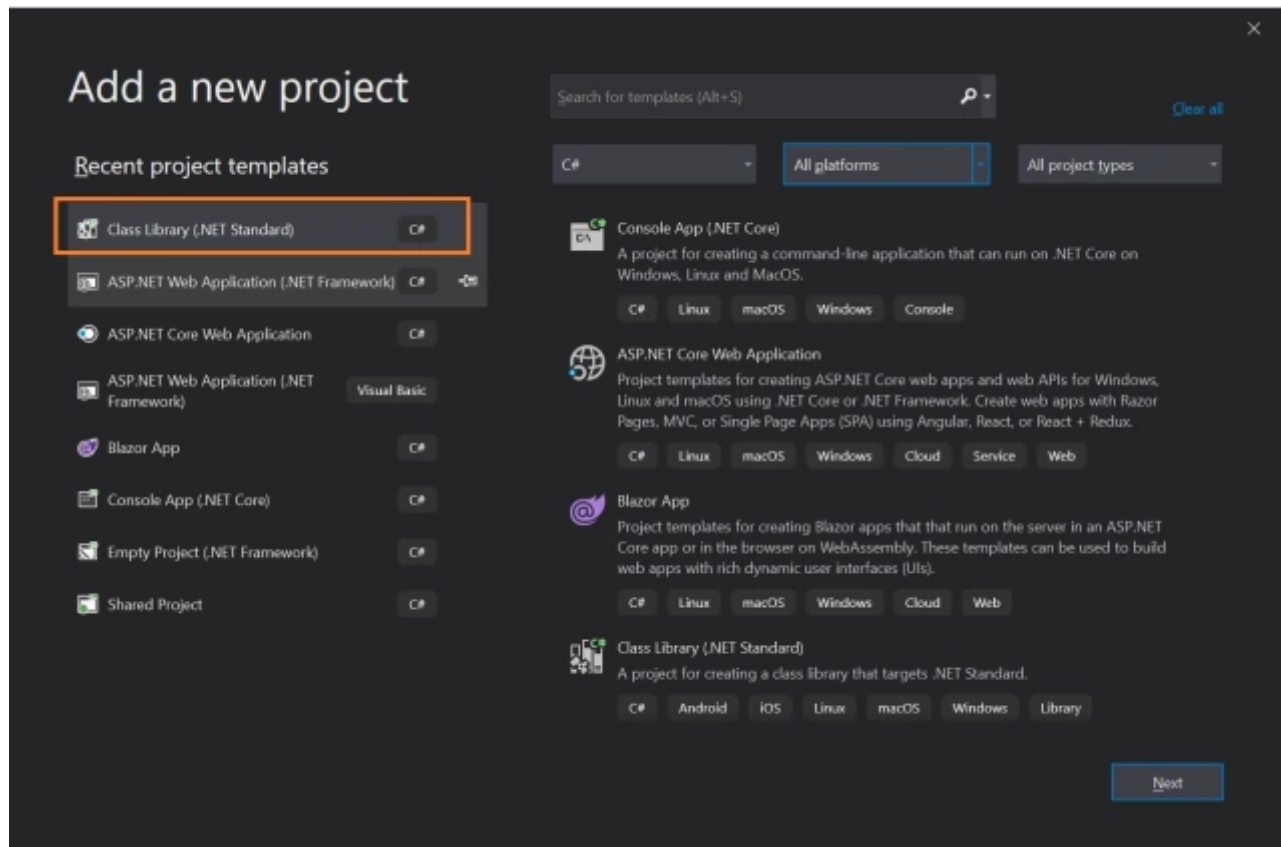 Add a new project
Search for templates (Alt+S)
Clear all
Recent project templates
C#
All platforms
All project types
Class Library (.NET Standard)
C#
ASP.NET Web Application (.NET Framework)
C#
ASP.NET Core Web Application
C#
ASP.NET Web Application (.NET
Framework)
Visual Basic
Blazor App
C#
Console App (.NET Core)
C#
Empty Project (.NET Framework)
C#
Shared Project
C#
Console App (.NET Core)
A project for creating a command-line application that can run on .NET Core on
Windows, Linux and MacOS.
C# Linux macOS Windows Console
ASP.NET Core Web Application
Project templates for creating ASP.NET Core web apps and web APIs for Windows,
Linux and macOS using .NET Core or .NET Framework. Create web apps with Razor
Pages, MVC, or Single Page Apps (SPA) using Angular, React, or React + Redux.
C# Linux macOS Windows Cloud Service Web
Blazor App
Project templates for creating Blazor apps that that run on the server in an ASP.NET
Core app or in the browser on WebAssembly. These templates can be used to build
web apps with rich dynamic user interfaces (UIs).
C# Linux macOS Windows Cloud Web
Class Library (.NET Standard)
A project for creating a class library that targets .NET Standard.
C# Android iOS Linux macOS Windows Library
Next